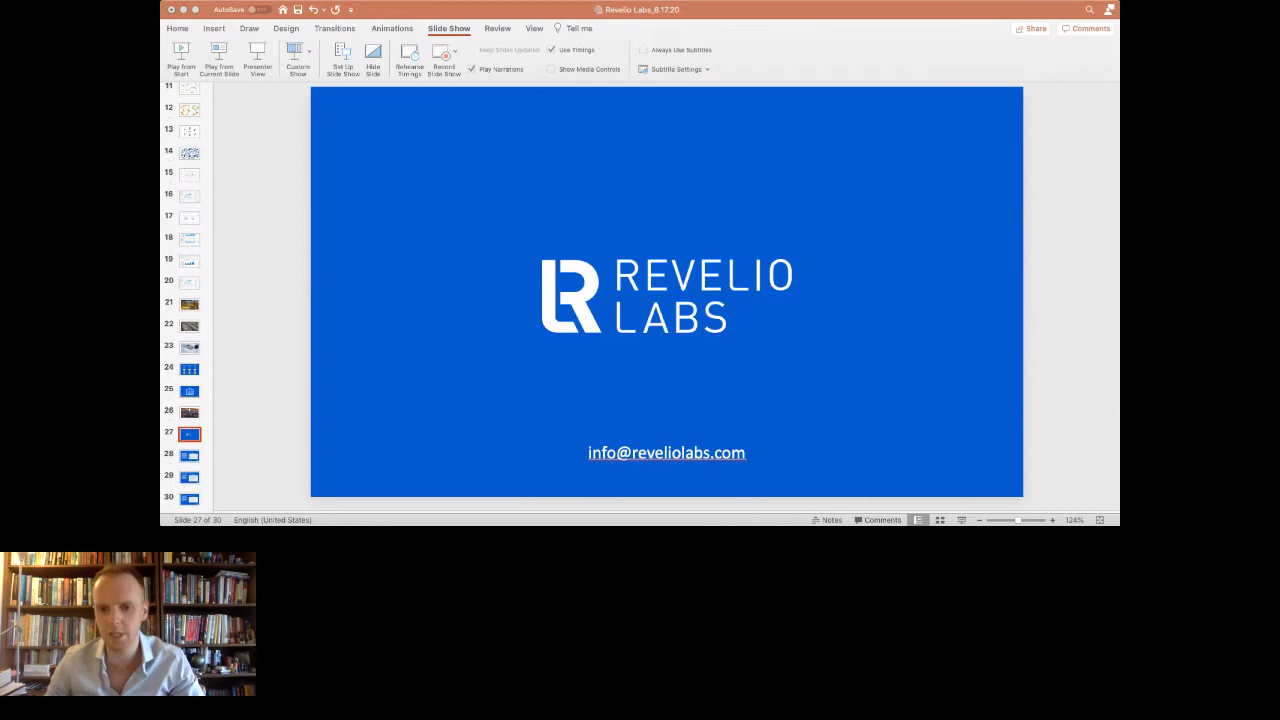 AutoSave
OFF
Revelio Labs_8.17.20
Home
Insert
Draw
Design
Transitions
Animations
Slide Show
Review
View
Tell me
Share
Comments
Play from
Start
Play from
Current Slide
Presenter
View
Custom
Show
Set Up
Slide Show
Hide
Slide
Rehearse
Timings
Record
Slide Show
Keep Slides Updated
Use Timings
Play Narrations
Show Media Controls
Always Use Subtitles
Subtitle Settings
11
12
13
14
15
16
17
18
19
20
21
22
23
24
25
26
27
28
29
30
REVELIO
LABS
info@reveliolabs.com
Slide 27 of 30
English (United States)
Notes
Comments
124%